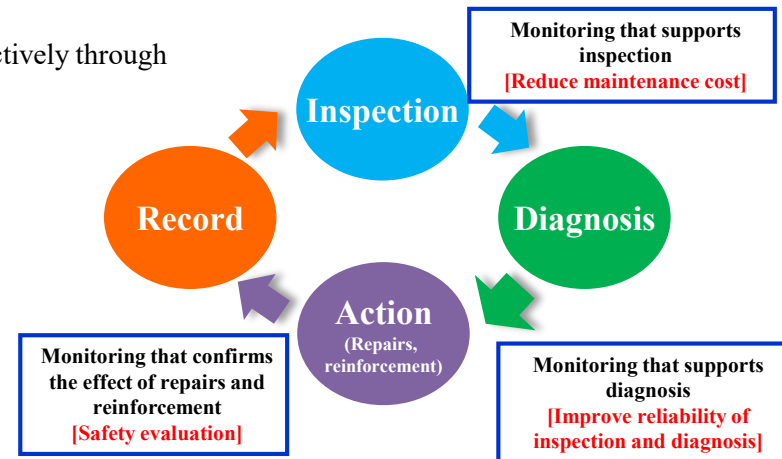 ctively through
Monitoring that supports
inspection
[Reduce maintenance cost]
Inspection
Record
Diagnosis
Action
(Repairs,
reinforcement)
Monitoring that confirms
the effect of repairs and
reinforcement
[Safety evaluation]
Monitoring that supports
diagnosis
[Improve reliability of
inspection and diagnosis]